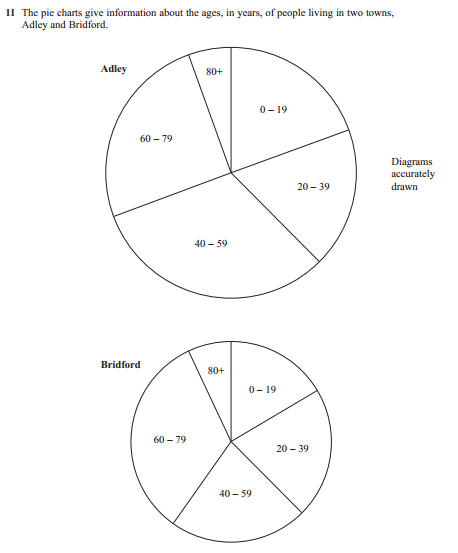 11 The pie charts give information about the ages, in years, of people living in two towns,
Adley and Bridford.
Adley
80+
0 – 19
60 – 79
20 – 39
40 – 59
Diagrams
accurately
drawn
Bridford
80+
0 – 19
60 – 79
20 – 39
40 – 59